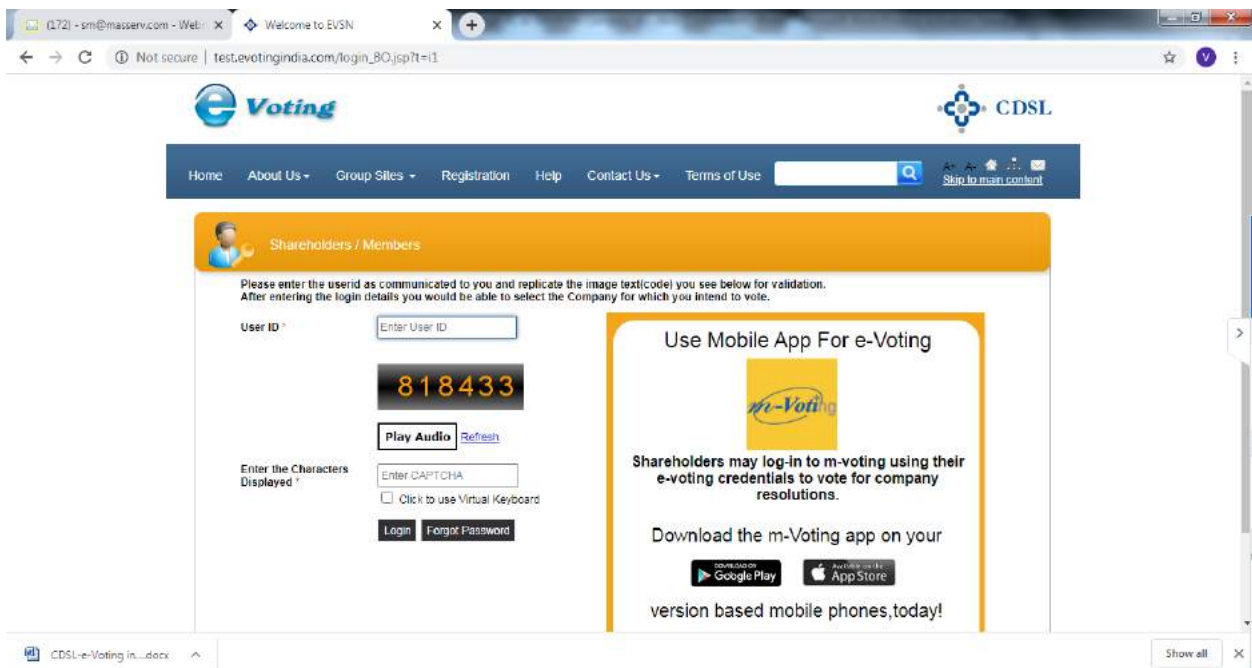 (172) - sm@masserv.com - Web
Welcome to EVSN
Not secure | test.evotingindia.com/login_BO.jsp?t=i1
V
e Voting
CDSL
Home About Us Group Sites Registration Help Contact Us Terms of Use
A+ A-
Skip to main content
Shareholders / Members
Please enter the userid as communicated to you and replicate the image text(code) you see below for validation.
After entering the login details you would be able to select the Company for which you intend to vote.
User ID *
Enter User ID
818433
Play Audio Refresh
Enter the Characters
Displayed *
Enter CAPTCHA
Click to use Virtual Keyboard
Login Forgot Password
Use Mobile App For e-Voting
m-Voting
Shareholders may log-in to m-voting using their
e-voting credentials to vote for company
resolutions.
Download the m-Voting app on your
DOWNLOAD ON
Google Play
Available on the
App Store
version based mobile phones,today!
CDSL-e-Voting in....docx
Show all